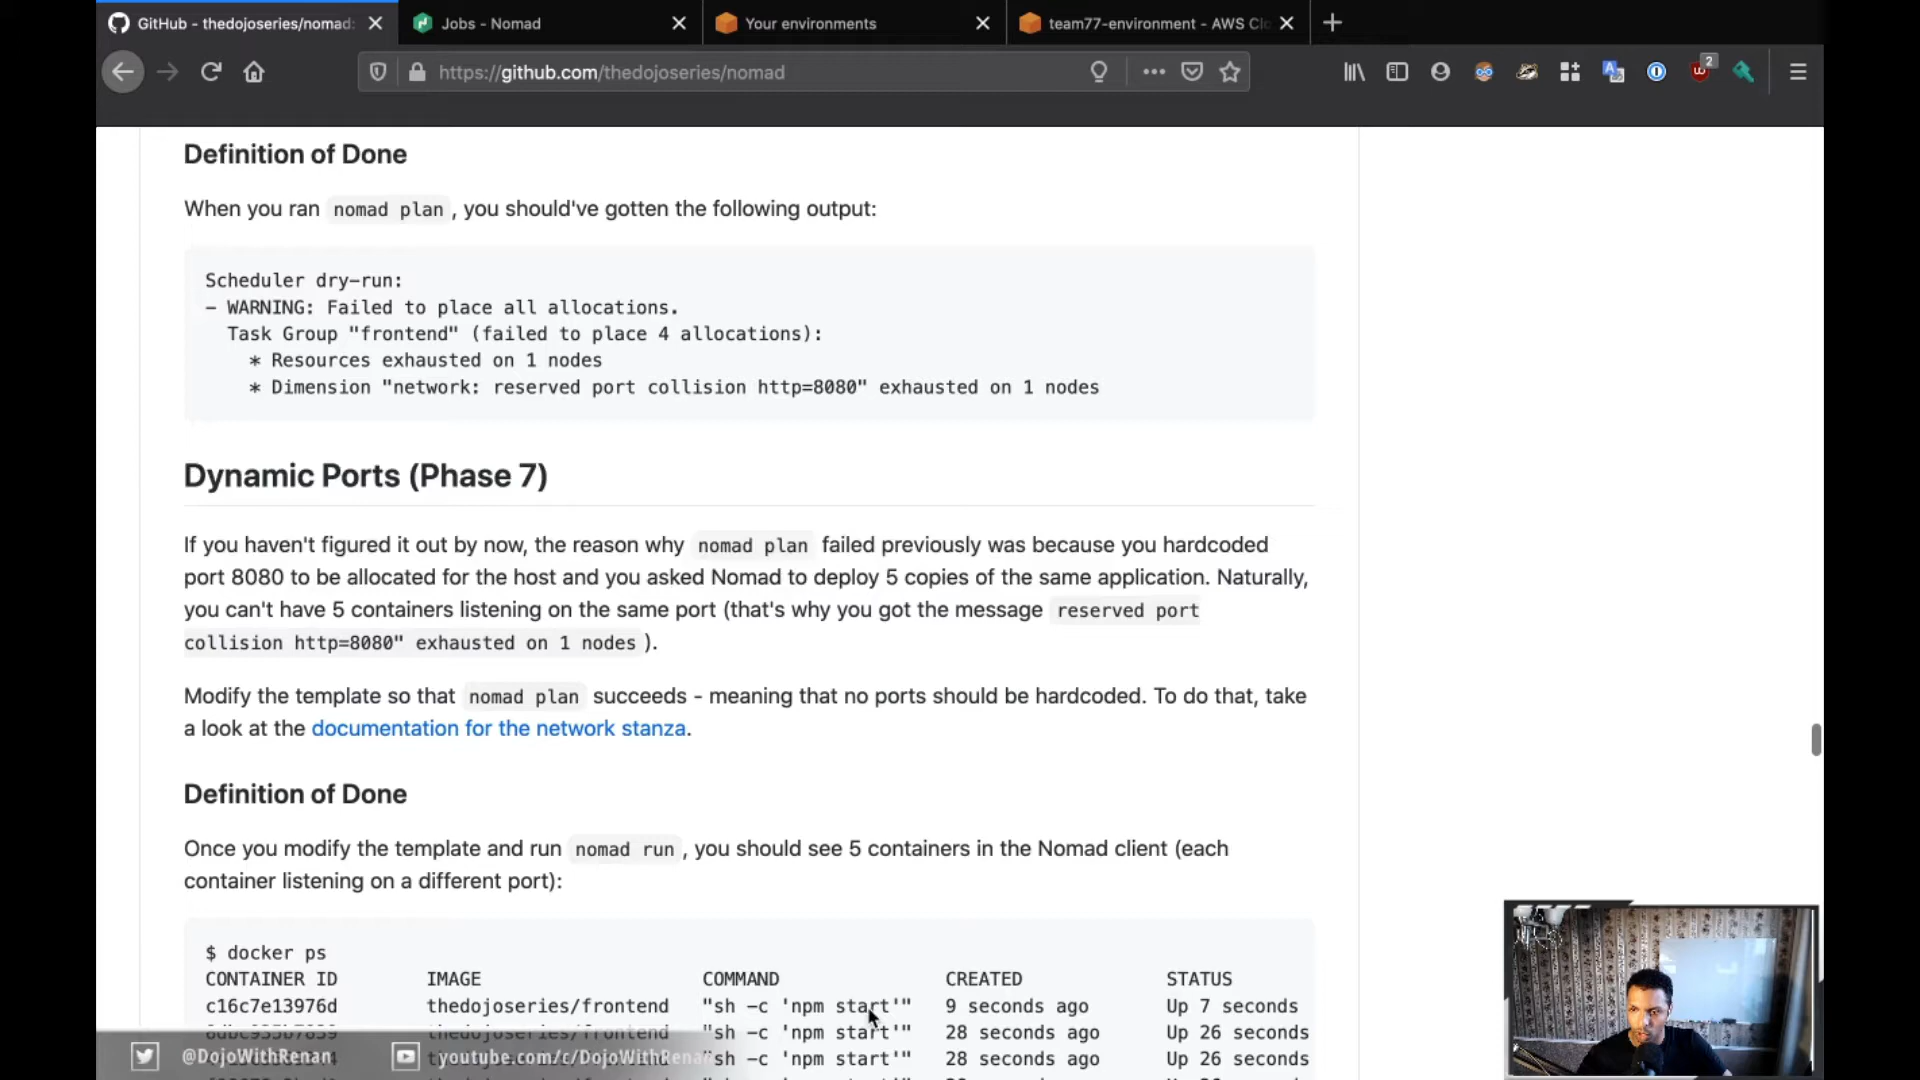 GitHub - thedojoseries/nomad:
Jobs - Nomad
Your environments
team77-environment - AWS Clo
https://github.com/thedojoseries/nomad
2
Definition of Done
When you ran nomad plan, you should've gotten the following output:
Scheduler dry-run:
- WARNING: Failed to place all allocations.
Task Group "frontend" (failed to place 4 allocations):
* Resources exhausted on 1 nodes
* Dimension "network: reserved port collision http=8080" exhausted on 1 nodes
Dynamic Ports (Phase 7)
If you haven't figured it out by now, the reason why nomad plan failed previously was because you hardcoded
port 8080 to be allocated for the host and you asked Nomad to deploy 5 copies of the same application. Naturally,
you can't have 5 containers listening on the same port (that's why you got the message reserved port
collision http=8080" exhausted on 1 nodes ).
Modify the template so that nomad plan succeeds - meaning that no ports should be hardcoded. To do that, take
a look at the documentation for the network stanza.
Definition of Done
Once you modify the template and run nomad run, you should see 5 containers in the Nomad client (each
container listening on a different port):
$ docker ps
CONTAINER ID IMAGE COMMAND CREATED STATUS
c16c7e13976d thedojoseries/frontend "sh -c 'npm start'" 9 seconds ago Up 7 seconds
thedojoseries/frontend "sh -c 'npm start'" 28 seconds ago Up 26 seconds
"sh -c 'npm start'" 28 seconds ago Up 26 seconds
@DojoWithRenan youtube.com/c/DojoWithRenan